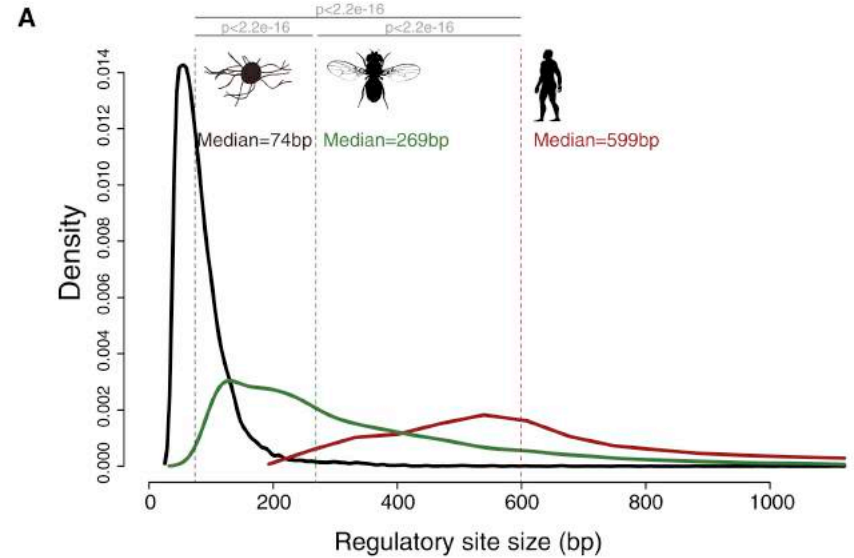 A
p<2.2e-16
p<2.2e-16 p<2.2e-16
Median=74bp Median=269bp Median=599bp
Density
0.014
0.012
0.010
0.008
0.006
0.004
0.002
0.000
0 200 400 600 800 1000
Regulatory site size (bp)